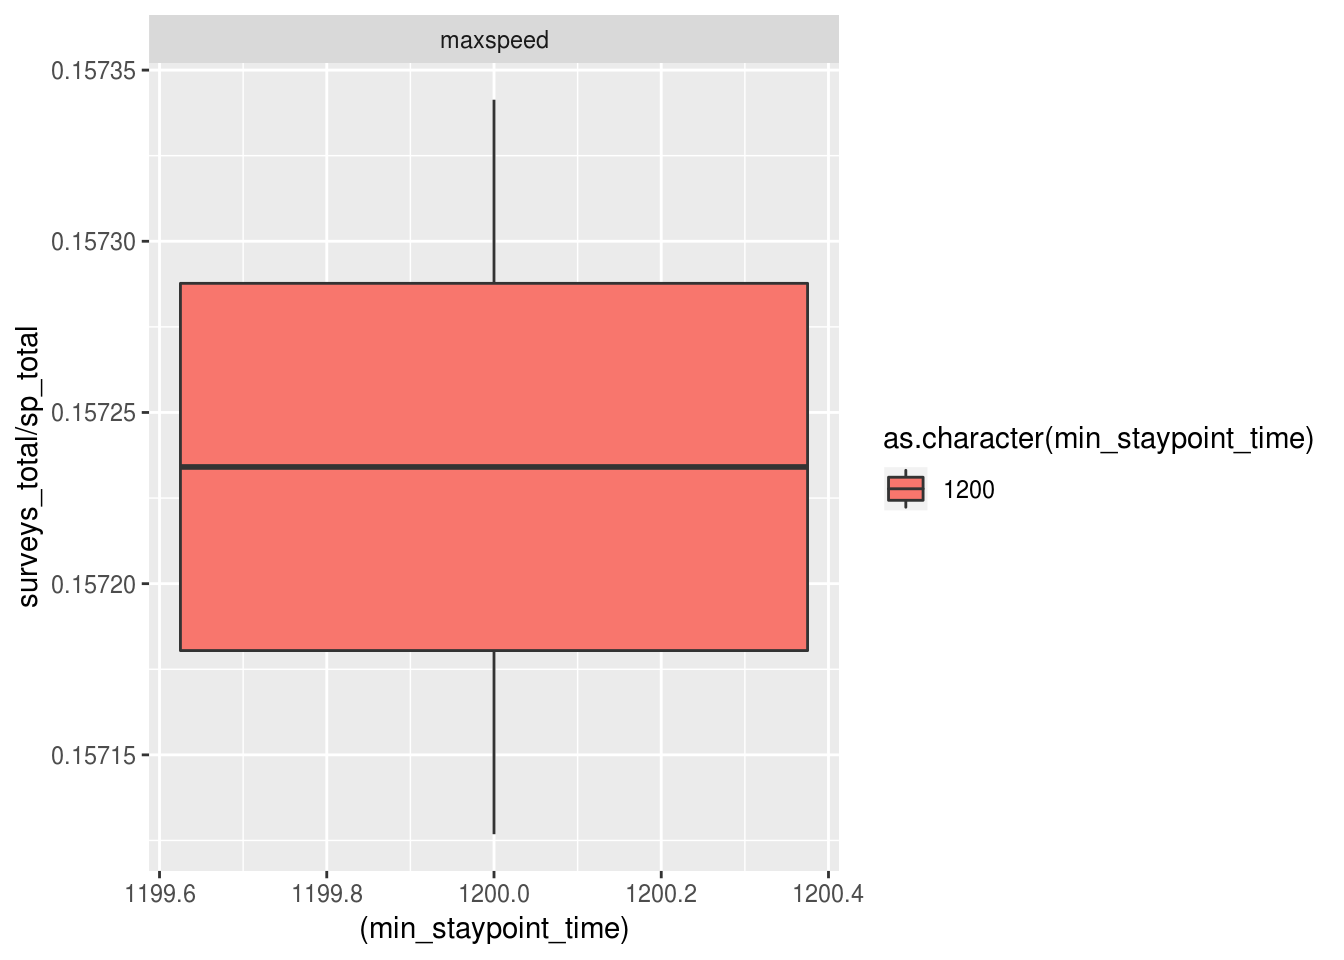 maxspeed
0.15735
0.15730
0.15725
0.15720
0.15715
surveys_total/sp_total
1199.6
1199.8
1200.0
1200.2
1200.4
(min_staypoint_time)
as.character(min_staypoint_time)
1200